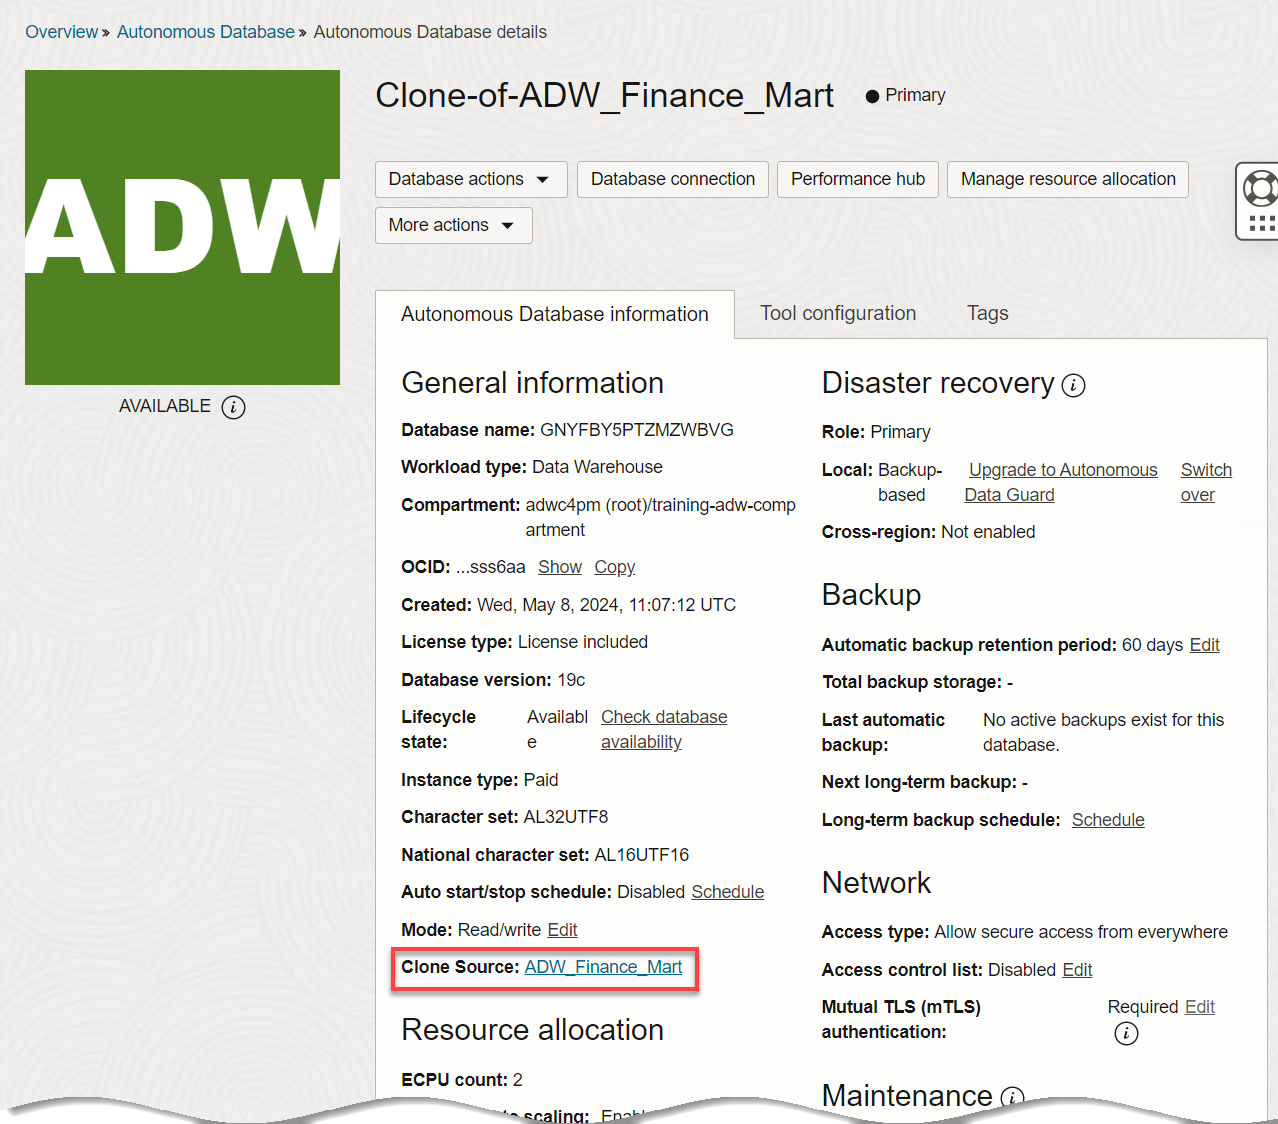 Overview » Autonomous Database » Autonomous Database details
ADW
AVAILABLE
Clone-of-ADW_Finance_Mart
Primary
Database actions
Database connection
Performance hub
Manage resource allocation
More actions
Autonomous Database information
Tool configuration
Tags
General information
Database name: GNYFBY5PTZMZWBVG
Workload type: Data Warehouse
Compartment: adwc4pm (root)/training-adw-comp
artment
OCID: ...sss6aa Show Copy
Created: Wed, May 8, 2024, 11:07:12 UTC
License type: License included
Database version: 19c
Lifecycle Availabl Check database
state: e availability
Instance type: Paid
Character set: AL32UTF8
National character set: AL16UTF16
Auto start/stop schedule: Disabled Schedule
Mode: Read/write Edit
Clone Source: ADW_Finance_Mart
Resource allocation
ECPU count: 2
scaling:
Disaster recovery
Role: Primary
Local: Backup- Upgrade to Autonomous Switch
based Data Guard over
Cross-region: Not enabled
Backup
Automatic backup retention period: 60 days Edit
Total backup storage: -
Last automatic No active backups exist for this
backup: database.
Next long-term backup: -
Long-term backup schedule: Schedule
Network
Access type: Allow secure access from everywhere
Access control list: Disabled Edit
Mutual TLS (mTLS) Required Edit
authentication:
Maintenance